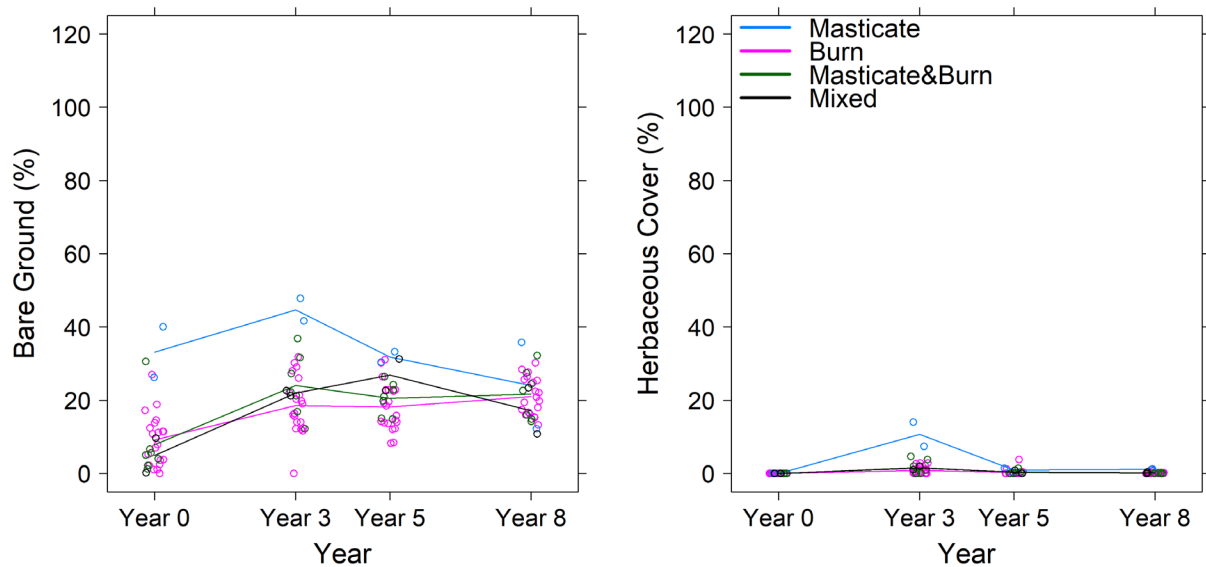 Bare Ground (%)
120
100
80
60
40
20
0
Year 0
Year 3
Year 5
Year 8
Year
Herbaceous Cover (%)
120
100
80
60
40
20
0
Masticate
Burn
Masticate&Burn
Mixed
Year 0
Year 3
Year 5
Year 8
Year